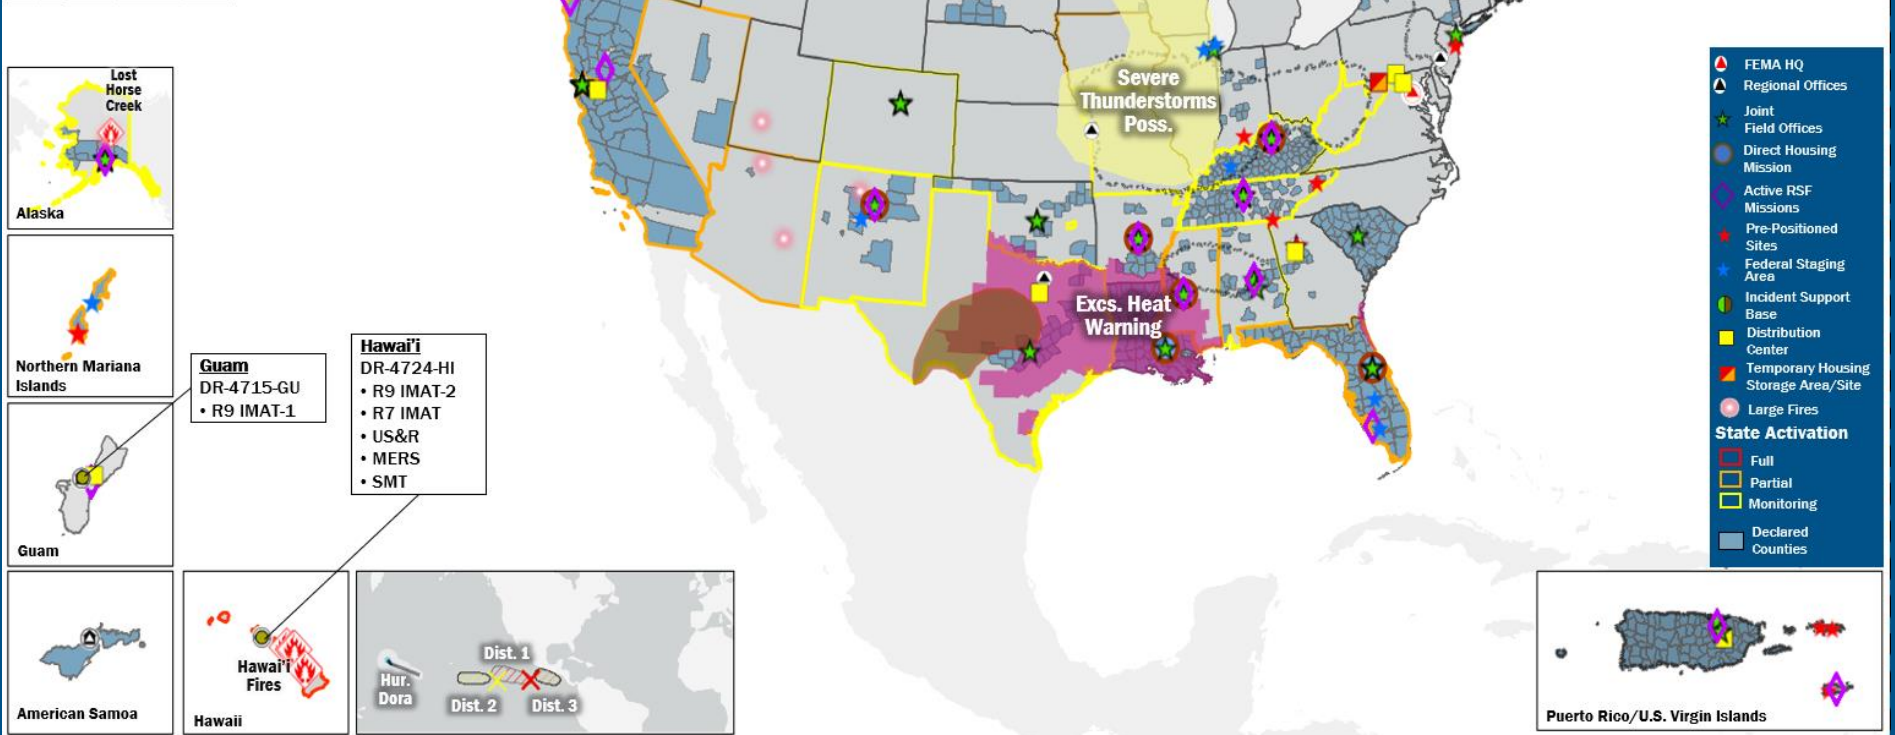 Lost
Horse
Creek
Alaska
Northern Mariana
Islands
Guam
DR-4715-GU
• R9 IMAT-1
Guam
American Samoa
Hawai'i
DR-4724-HI
• R9 IMAT-2
• R7 IMAT
• US&R
• MERS
• SMT
Hawai'i
Fires
Hawaii
Hur.
Dora
Dist. 1
Dist. 2
Dist. 3
Severe
Thunderstorms
Poss.
Excs. Heat
Warning
FEMA HQ
Regional Offices
Joint
Field Offices
Direct Housing
Mission
Active RSF
Missions
Pre-Positioned
Sites
Federal Staging
Area
Incident Support
Base
Distribution
Center
Temporary Housing
Storage Area/Site
Large Fires
State Activation
Full
Partial
Monitoring
Declared
Counties
Puerto Rico/U.S. Virgin Islands